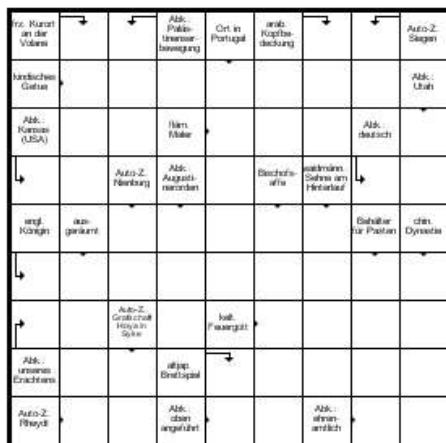 frz. Kurort
an der
Volane
Abk.:
Paläs-
tinenser-
bewegung
Ort in
Portugal
arab.
Kopfbe-
deckung
Auto-Z.
Siegen
kindisches
Getue
Abk.:
Utah
Abk.:
Kansas
(USA)
fläm.
Maler
Abk.:
deutsch
Auto-Z.
Nienburg
Abk.:
Augusti-
nerorden
Bischofs-
waidmänn.:
Sehne am
Hinterlauf
engl.
Königin
aus-
geräumt
Behälter
für Pasten
chin.
Dynastie
Auto-Z.
Grafschaft
Hoya in
Syke
kelt.
Feuergott
Abk.:
unseres
Erachtens
altjap.
Brettspiel
Auto-Z.
Rheydt
Abk.:
oben
angeführt
Abk.:
ehren-
amtlich